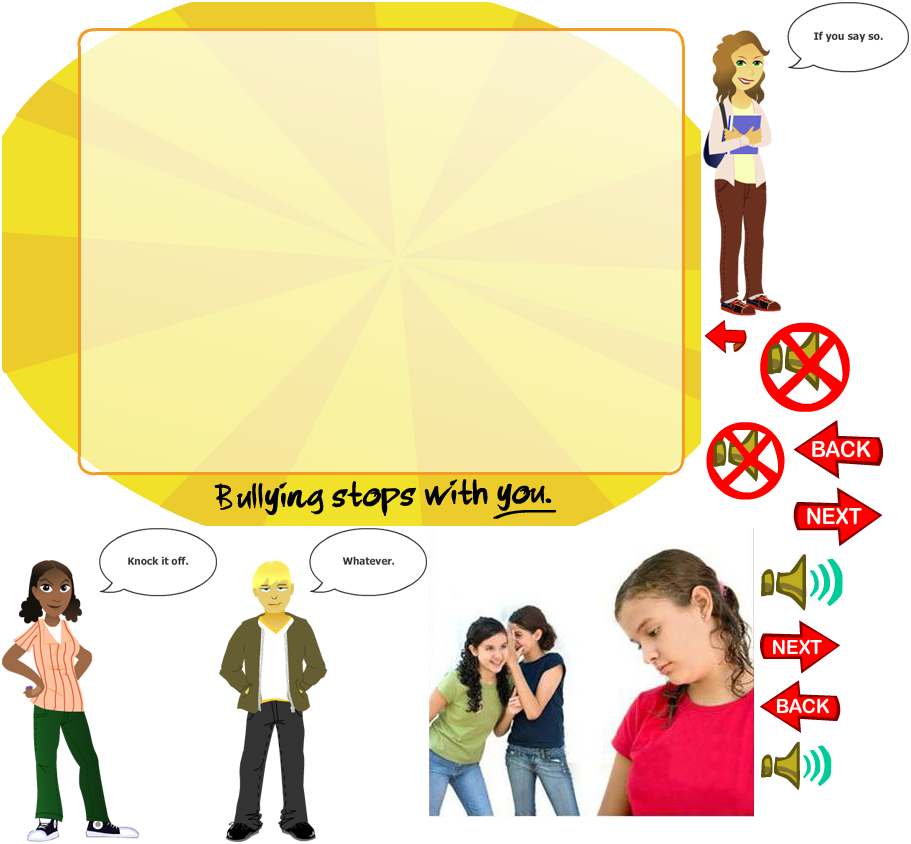 If you say so.
BACK
Bullying stops with you.
NEXT
Knock it off.
Whatever.
NEXT
BACK